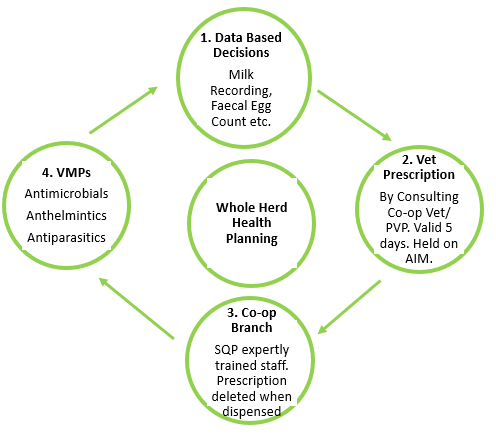 1. Data Based
Decisions
Milk
Recording,
Faecal Egg
Count etc.
2. Vet
Prescription
By Consulting
Co-op Vet/
PVP. Valid 5
days. Held on
AIM.
3. Co-op
Branch
SQP expertly
trained staff.
Prescription
deleted when
dispensed
4. VMPs
Antimicrobials
Anthelmintics
Antiparasitics
Whole Herd
Health
Planning